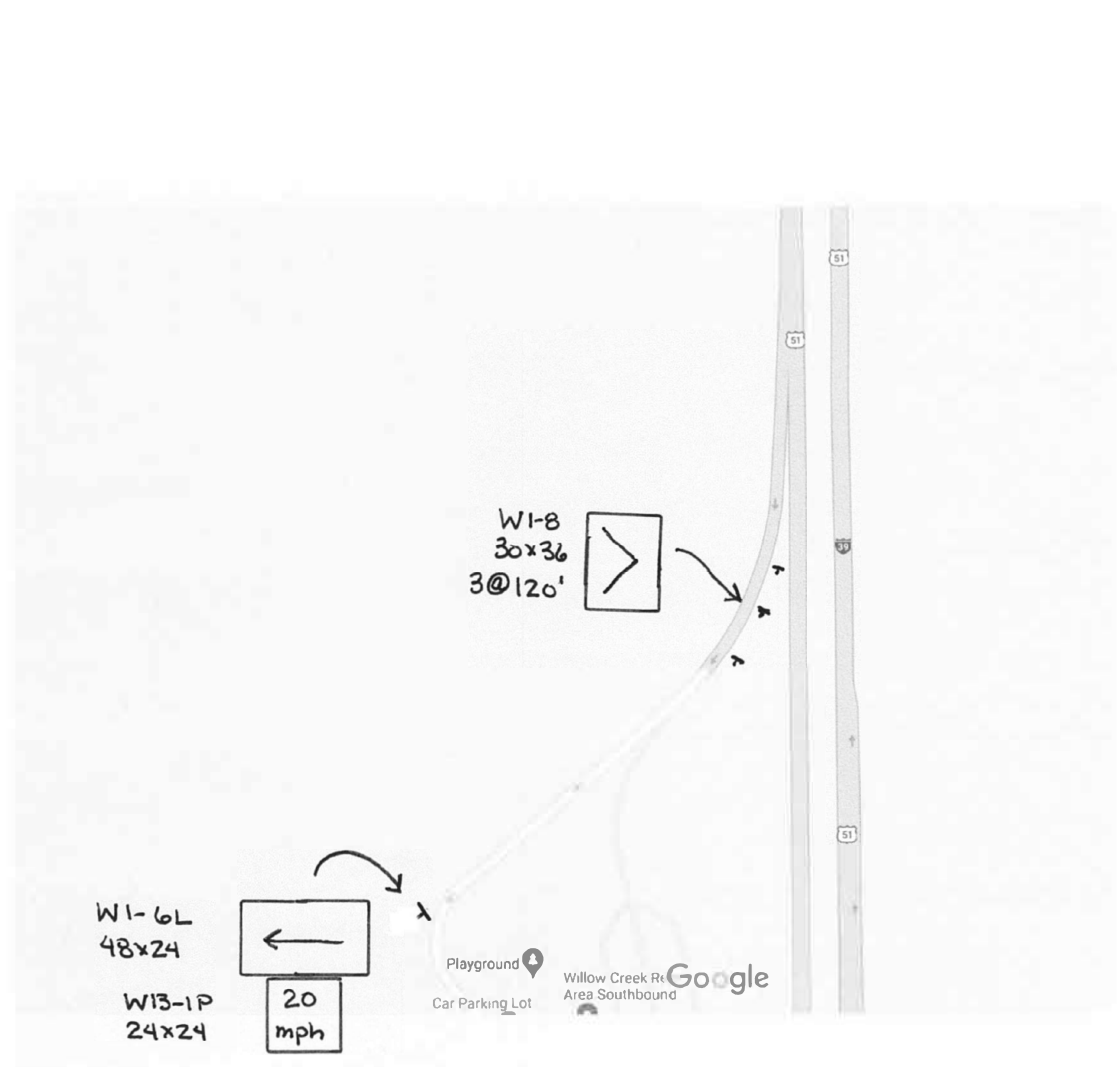 51
51
W1-8
30x36
3@120'
39
51
W1-6L
48x24
W13-1P
24x24
20
mph
Playground
Car Parking Lot
Willow Creek Re
Area Southbound
Google